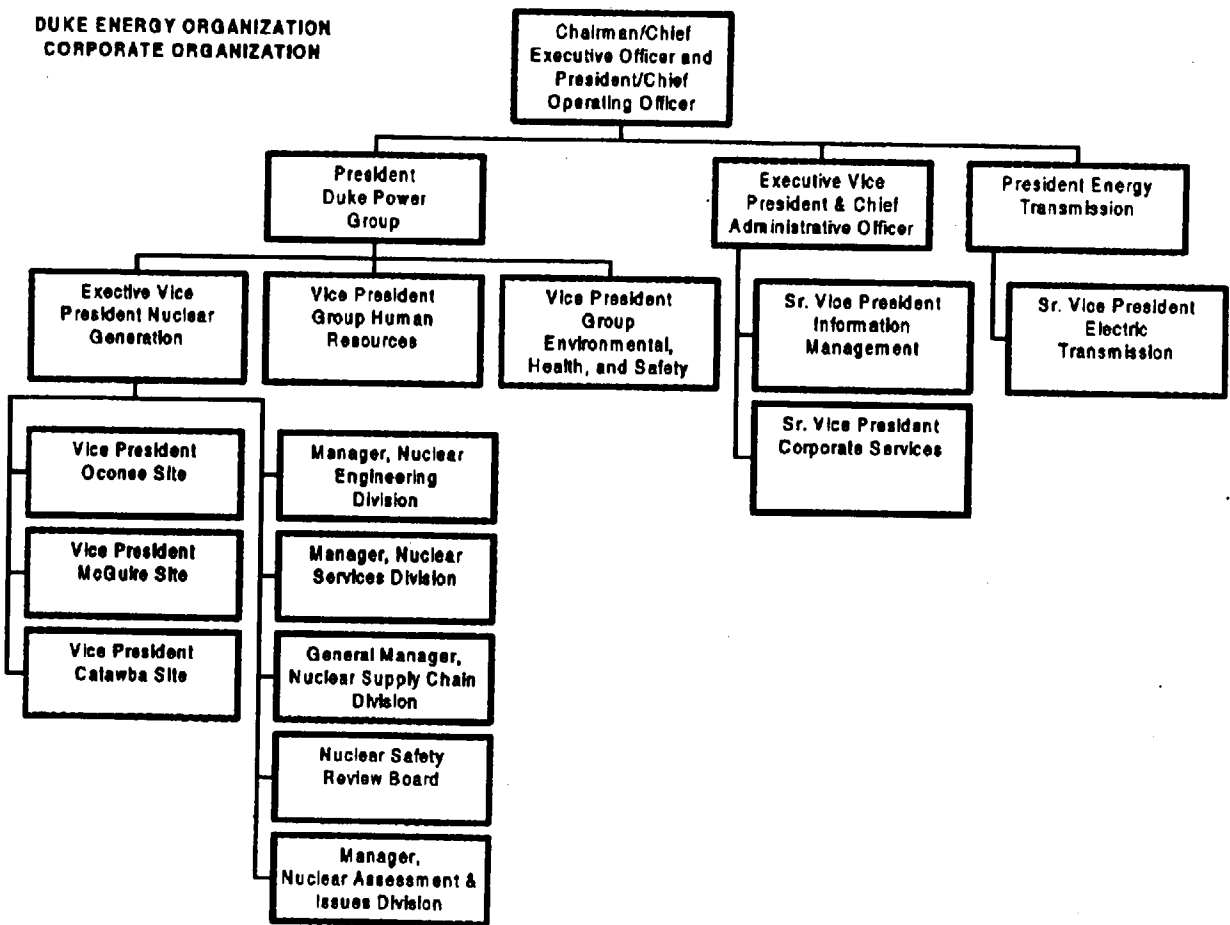 DUKE ENERGY ORGANIZATION
CORPORATE ORGANIZATION
Chairman/Chief
Executive Officer and
President/Chief
Operating Officer
President
Duke Power
Group
Executive Vice
President & Chief
Administrative Officer
President Energy
Transmission
Exective Vice
President Nuclear
Generation
Vice President
Group Human
Resources
Vice President
Group
Environmental,
Health, and Safety
Sr. Vice President
Information
Management
Sr. Vice President
Electric
Transmission
Sr. Vice President
Corporate Services
Vice President
Oconee Site
Manager, Nuclear
Engineering
Division
Vice President
McGuire Site
Manager, Nuclear
Services Division
Vice President
Catawba Site
General Manager,
Nuclear Supply Chain
Division
Nuclear Safety
Review Board
Manager,
Nuclear Assessment &
Issues Division